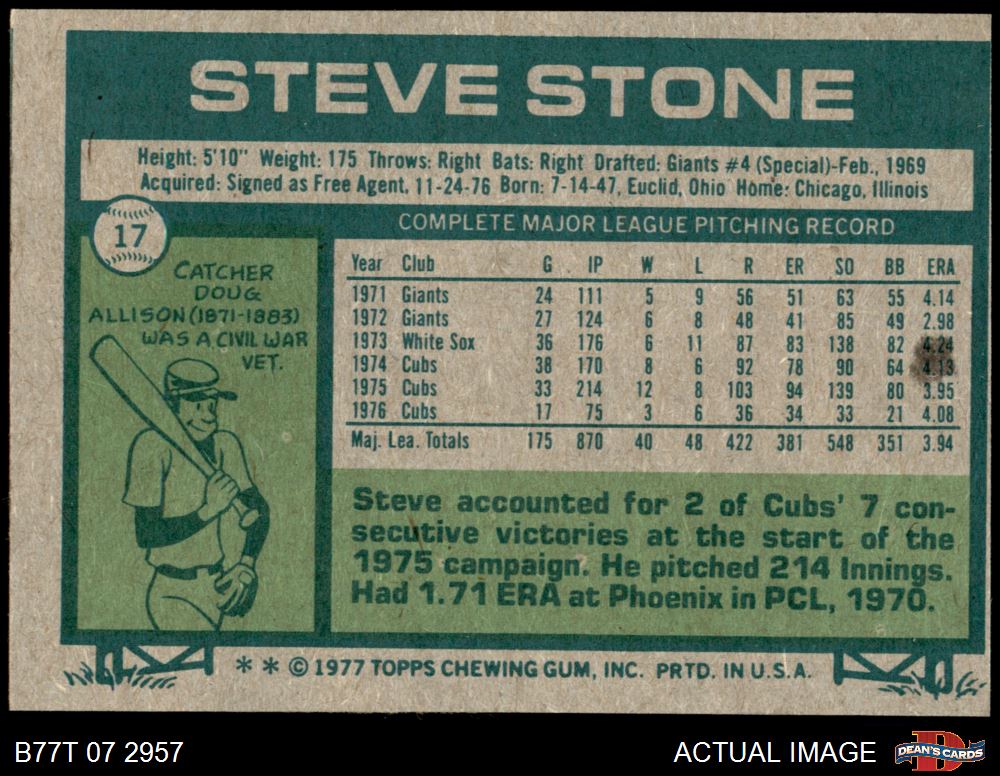 STEVE STONE
Height: 5'10" Weight: 175 Throws: Right Bats: Right Drafted: Giants #4 (Special)-Feb., 1969
Acquired: Signed as Free Agent, 11-24-76 Born: 7-14-47, Euclid, Ohio Home: Chicago, Illinois
17
CATCHER
DOUG
ALLISON (1871-1883)
WAS A CIVIL WAR
VET.
COMPLETE MAJOR LEAGUE PITCHING RECORD
Year Club G IP W L R ER SO BB ERA
1971 Giants 24 111 5 9 56 51 63 55 4.14
1972 Giants 27 124 6 8 48 41 85 49 2.98
1973 White Sox 36 176 6 11 87 83 138 82 4.24
1974 Cubs 38 170 8 6 92 78 90 64 4.13
1975 Cubs 33 214 12 8 103 94 139 80 3.95
1976 Cubs 17 75 3 6 36 34 33 21 4.08
Maj. Lea. Totals 175 870 40 48 422 381 548 351 3.94
Steve accounted for 2 of Cubs' 7 con-
secutive victories at the start of the
1975 campaign. He pitched 214 Innings.
Had 1.71 ERA at Phoenix in PCL, 1970.
* * © 1977 TOPPS CHEWING GUM, INC. PRTD. IN U.S.A.
B77T 07 2957
ACTUAL IMAGE
D
DEAN'S CARDS